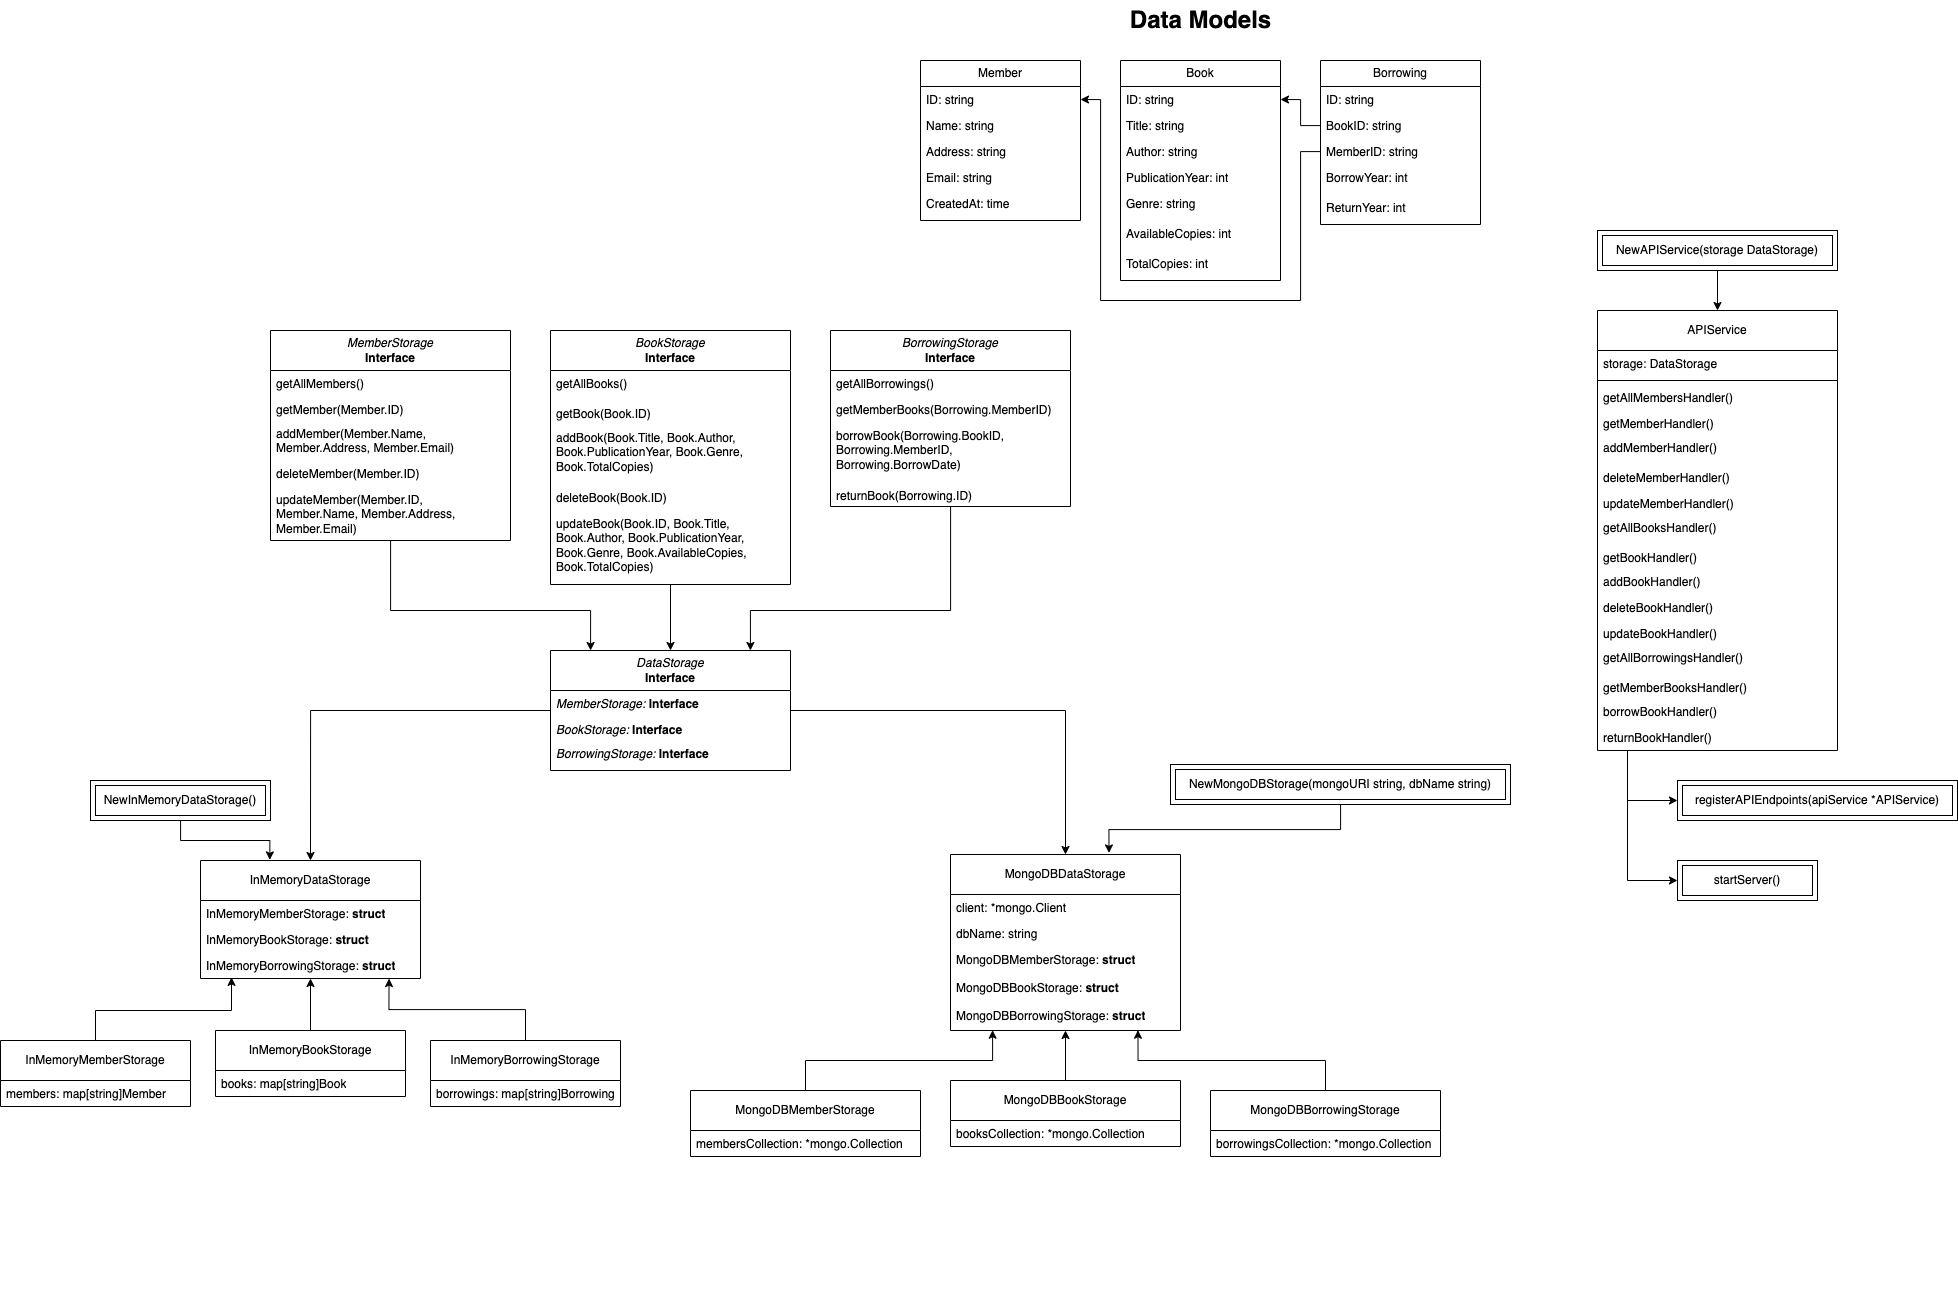 Data Models
Member
ID: string
Name: string
Address: string
Email: string
CreatedAt: time
Book
ID: string
Title: string
Author: string
PublicationYear: int
Genre: string
AvailableCopies: int
TotalCopies: int
Borrowing
ID: string
BookID: string
MemberID: string
BorrowYear: int
ReturnYear: int
MemberStorage
Interface
getAllMembers()
getMember(Member.ID)
addMember(Member.Name,
Member.Address, Member.Email)
deleteMember(Member.ID)
updateMember(Member.ID,
Member.Name, Member.Address,
Member.Email)
BookStorage
Interface
getAllBooks()
getBook(Book.ID)
addBook(Book.Title, Book.Author,
Book.PublicationYear, Book.Genre,
Book.TotalCopies)
deleteBook(Book.ID)
updateBook(Book.ID, Book.Title,
Book.Author, Book.PublicationYear,
Book.Genre, Book.AvailableCopies,
Book.TotalCopies)
BorrowingStorage
Interface
getAllBorrowings()
getMemberBooks(Borrowing.MemberID)
borrowBook(Borrowing.BookID,
Borrowing.MemberID,
Borrowing.BorrowDate)
returnBook(Borrowing.ID)
DataStorage
Interface
MemberStorage: Interface
BookStorage: Interface
BorrowingStorage: Interface
NewInMemoryDataStorage()
InMemoryDataStorage
InMemoryMemberStorage: struct
InMemoryBookStorage: struct
InMemoryBorrowingStorage: struct
InMemoryMemberStorage
members: map[string]Member
InMemoryBookStorage
books: map[string]Book
InMemoryBorrowingStorage
borrowings: map[string]Borrowing
NewMongoDBStorage(mongoURI string, dbName string)
MongoDBDataStorage
client: *mongo.Client
dbName: string
MongoDBMemberStorage: struct
MongoDBBookStorage: struct
MongoDBBorrowingStorage: struct
MongoDBMemberStorage
membersCollection: *mongo.Collection
MongoDBBookStorage
booksCollection: *mongo.Collection
MongoDBBorrowingStorage
borrowingsCollection: *mongo.Collection
NewAPIService(storage DataStorage)
APIService
storage: DataStorage
getAllMembersHandler()
getMemberHandler()
addMemberHandler()
deleteMemberHandler()
updateMemberHandler()
getAllBooksHandler()
getBookHandler()
addBookHandler()
deleteBookHandler()
updateBookHandler()
getAllBorrowingsHandler()
getMemberBooksHandler()
borrowBookHandler()
returnBookHandler()
registerAPIEndpoints(apiService *APIService)
startServer()